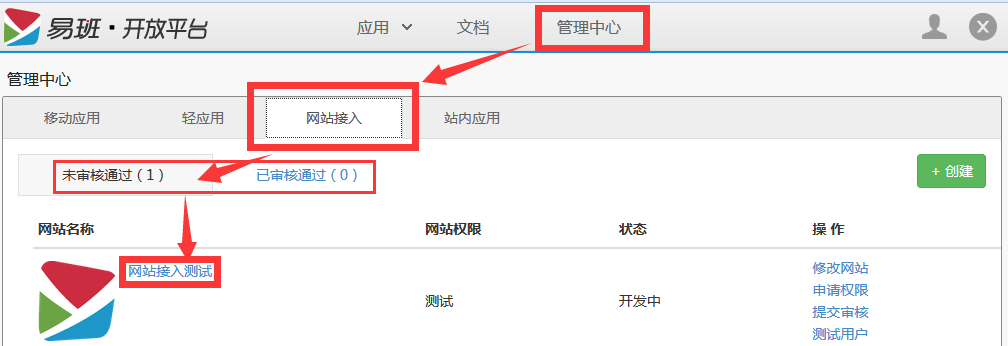 易班·开放平台 应用 文档 管理中心 X
管理中心
移动应用 轻应用 网站接入 站内应用
未审核通过（1） 已审核通过（0） + 创建
网站名称 网站权限 状态 操 作
网站接入测试 修改网站
测试 开发中 申请权限
提交审核
测试用户